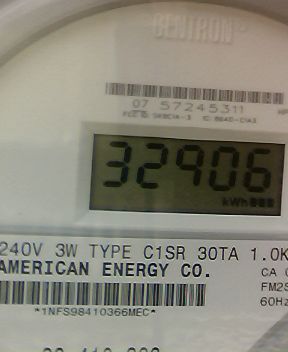 CENTRON
07 57245311
32906
kWh
240V 3W TYPE C1SR 30TA 1.0K
AMERICAN ENERGY CO.
CA
FM2S
60Hz
*1NFS98410366MEC*